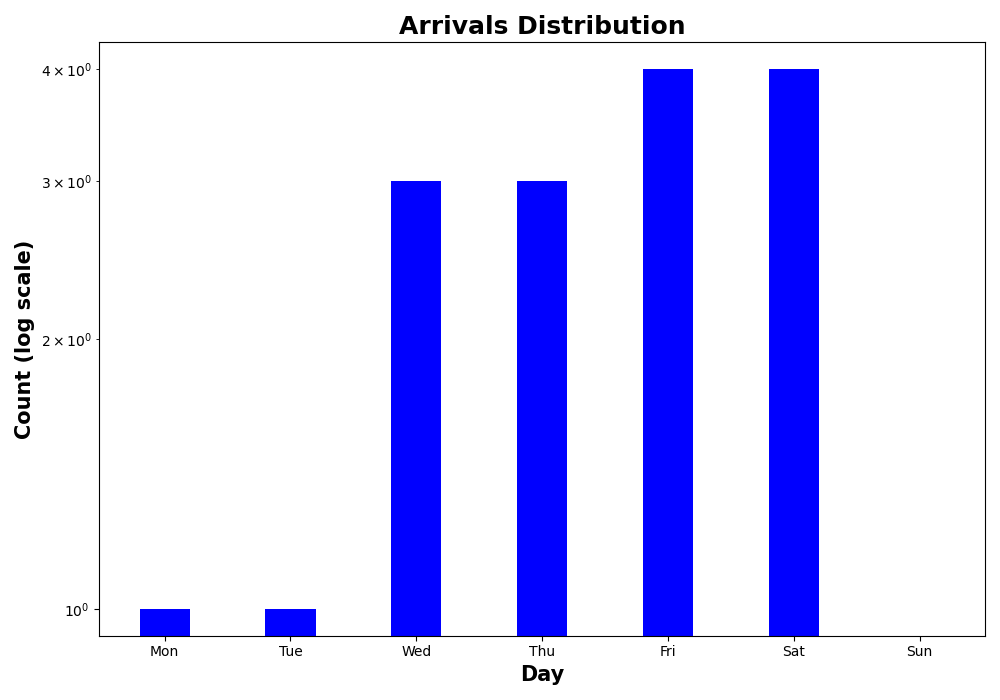 Arrivals Distribution
Count (log scale)
4 × 10⁰
3 × 10⁰
2 × 10⁰
10⁰
Mon Tue Wed Thu Fri Sat Sun
Day